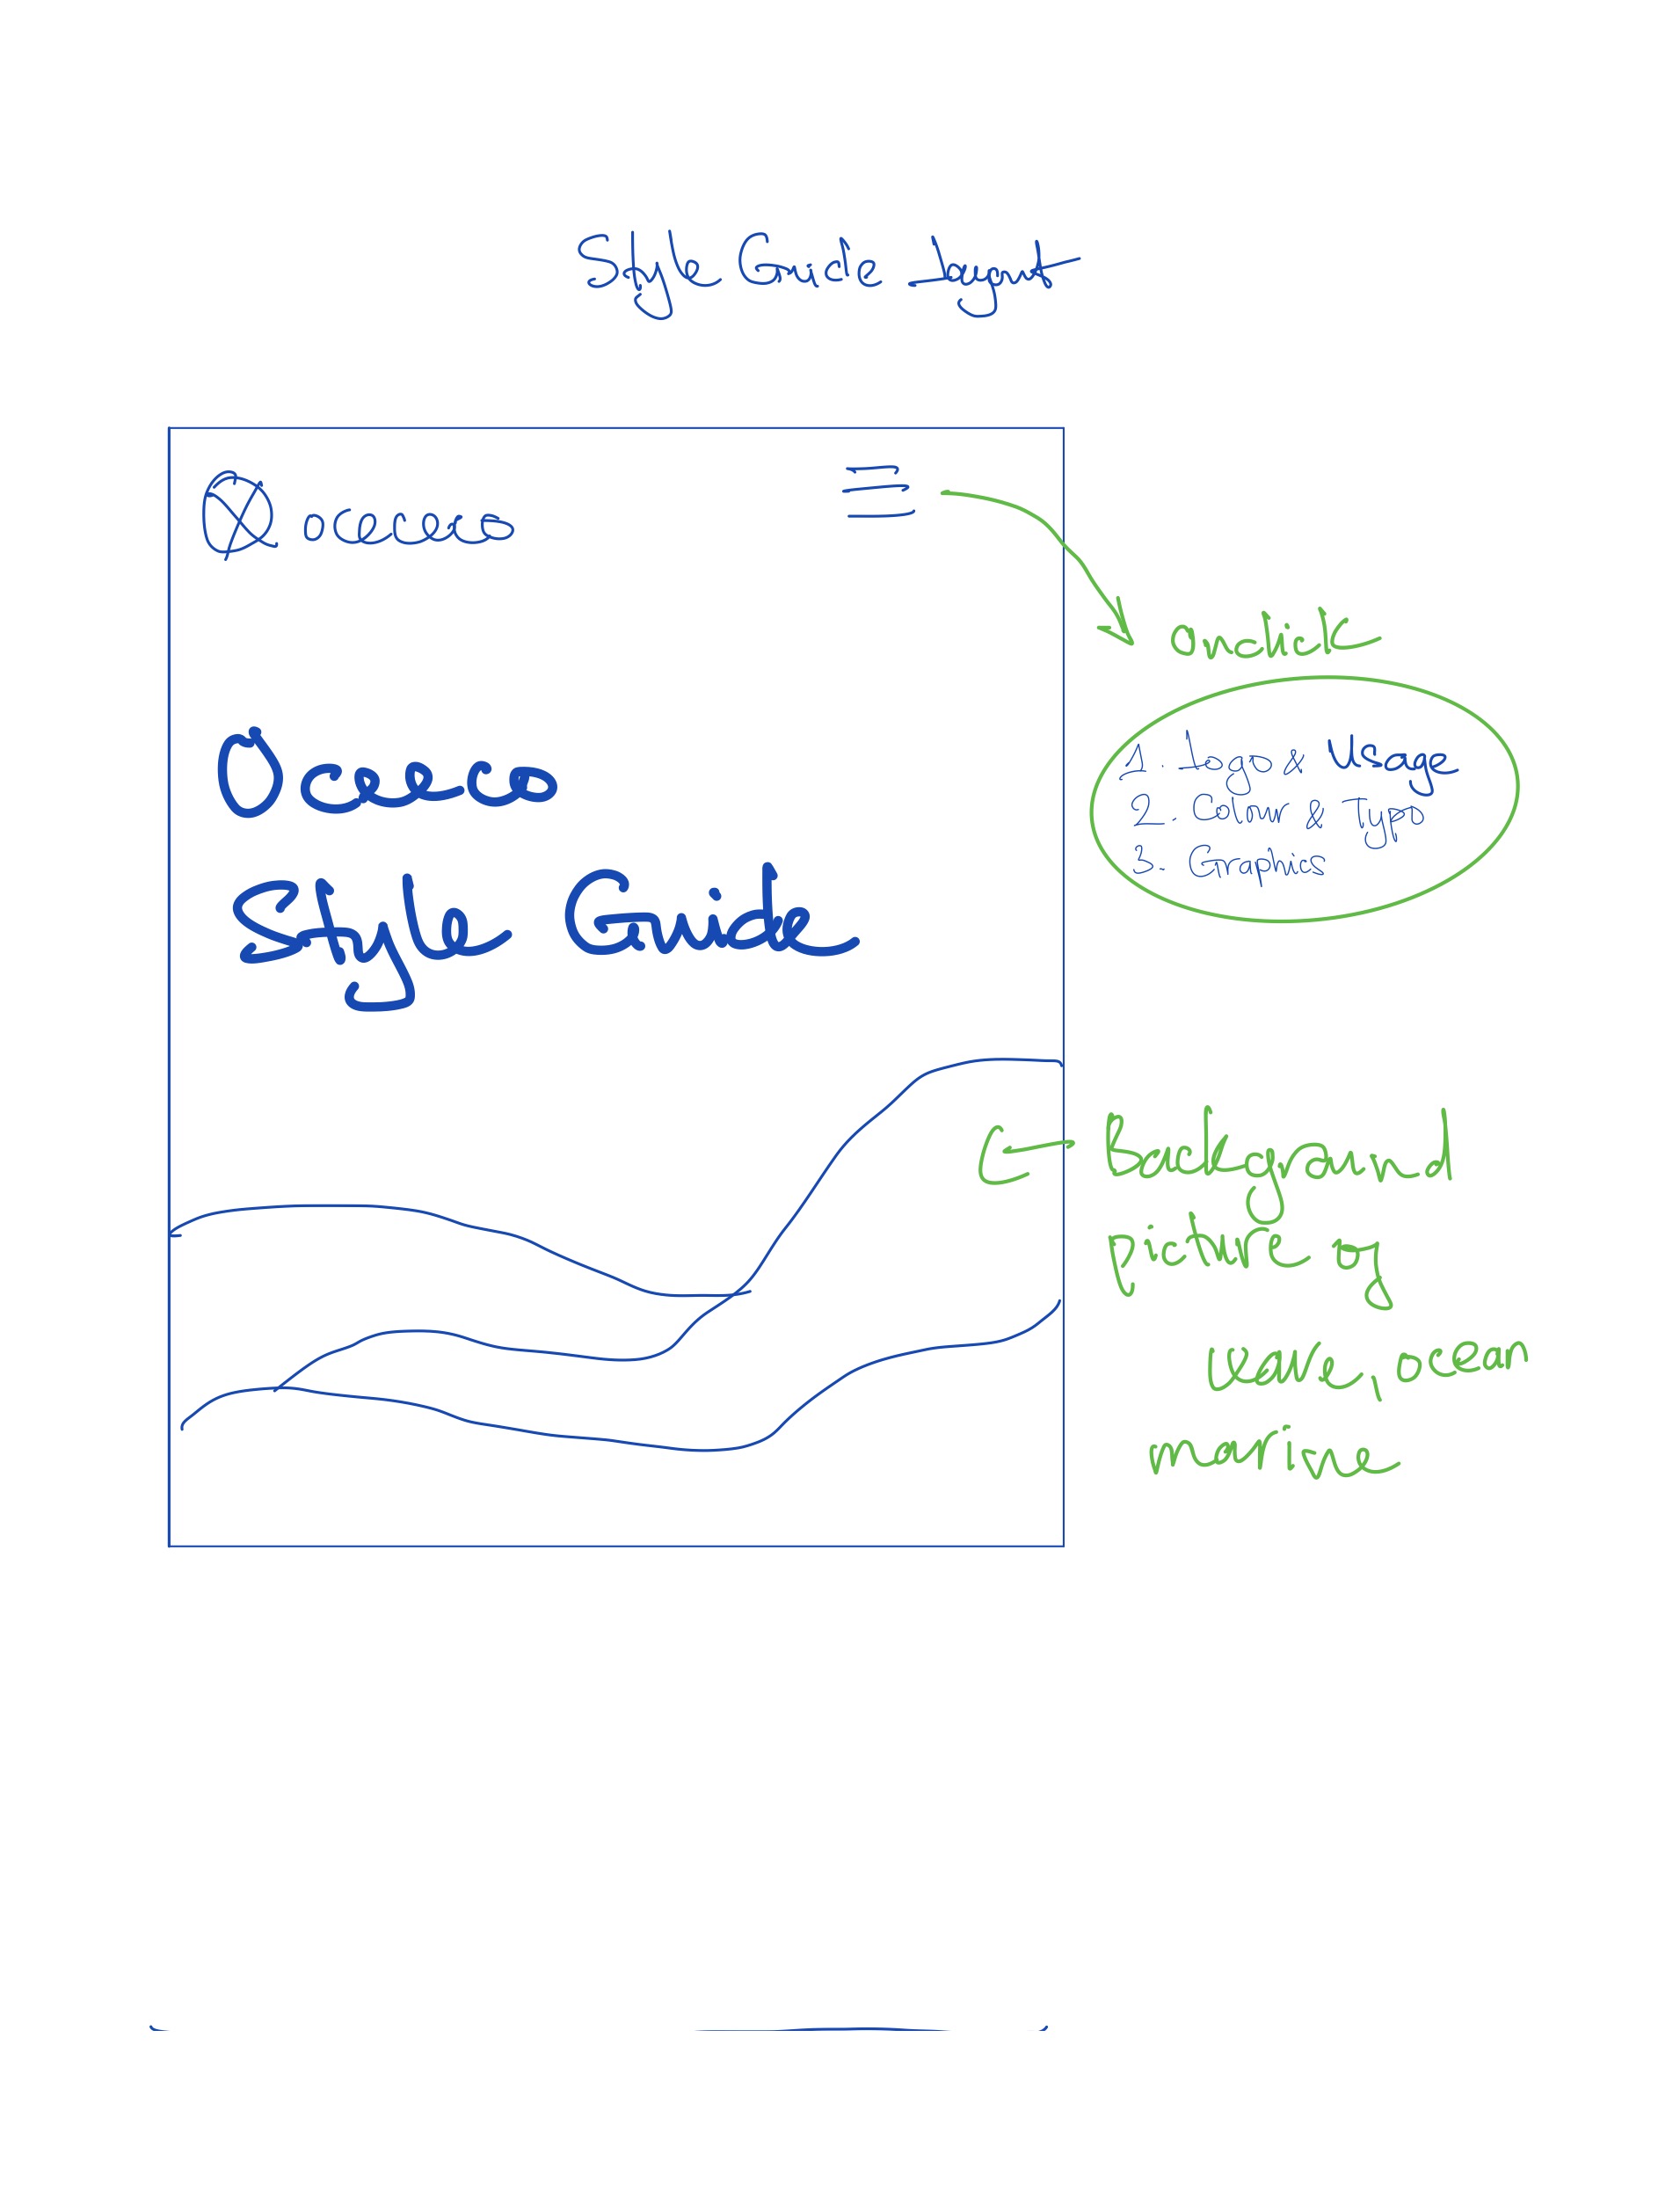 Style Guide Layout
oceeco
Oceeco
Style Guide
onclick
1. Logo & Usage
2. Colour & Typo
3. Graphics
Background
picture of
wave, ocean
marine